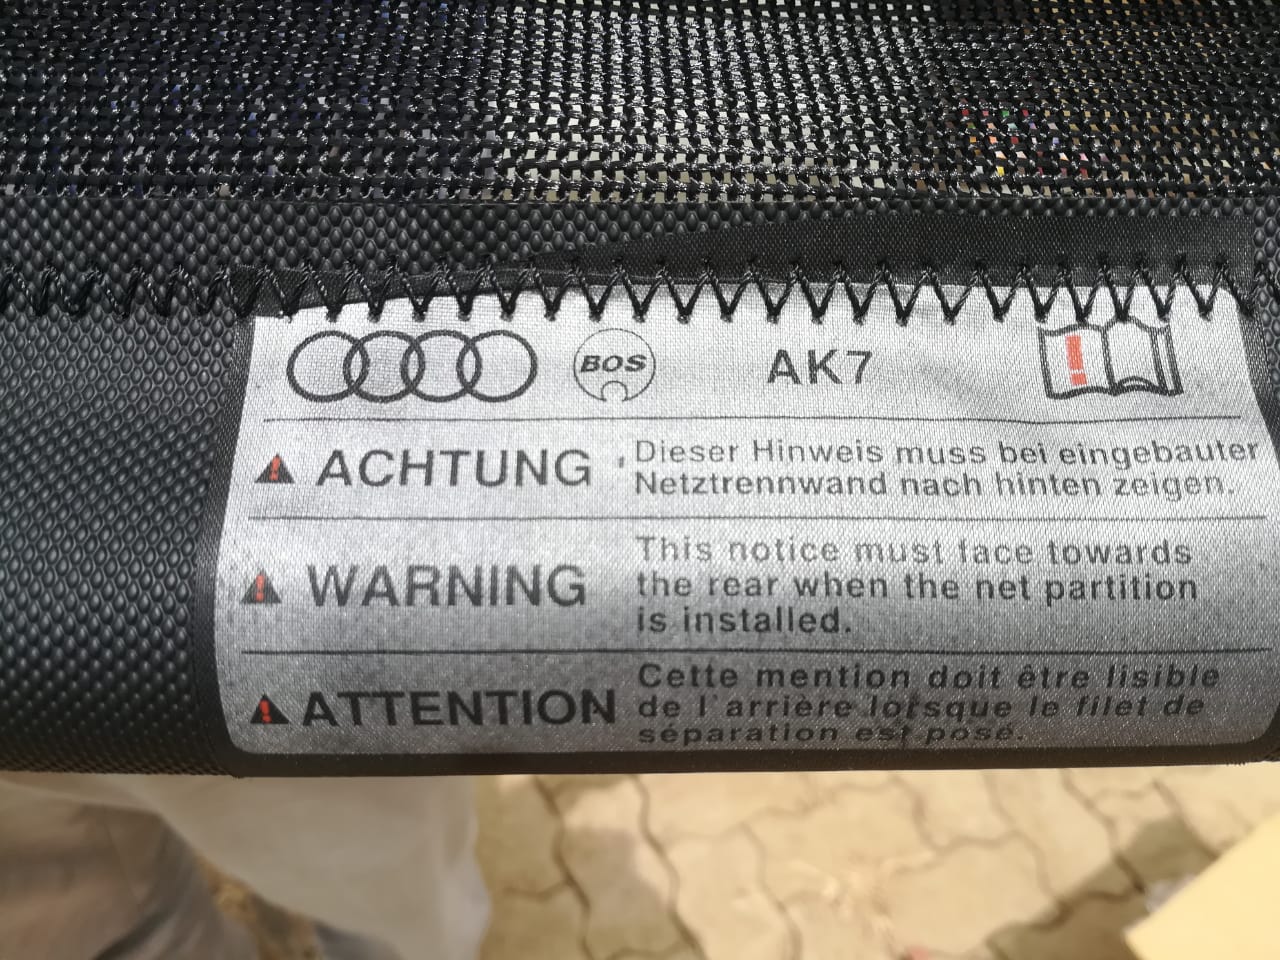 BOS AK7
! ACHTUNG Dieser Hinweis muss bei eingebauter
Netztrennwand nach hinten zeigen.
! WARNING This notice must face towards
the rear when the net partition
is installed.
! ATTENTION Cette mention doit être lisible
de l'arrière lorsque le filet de
séparation est posé.